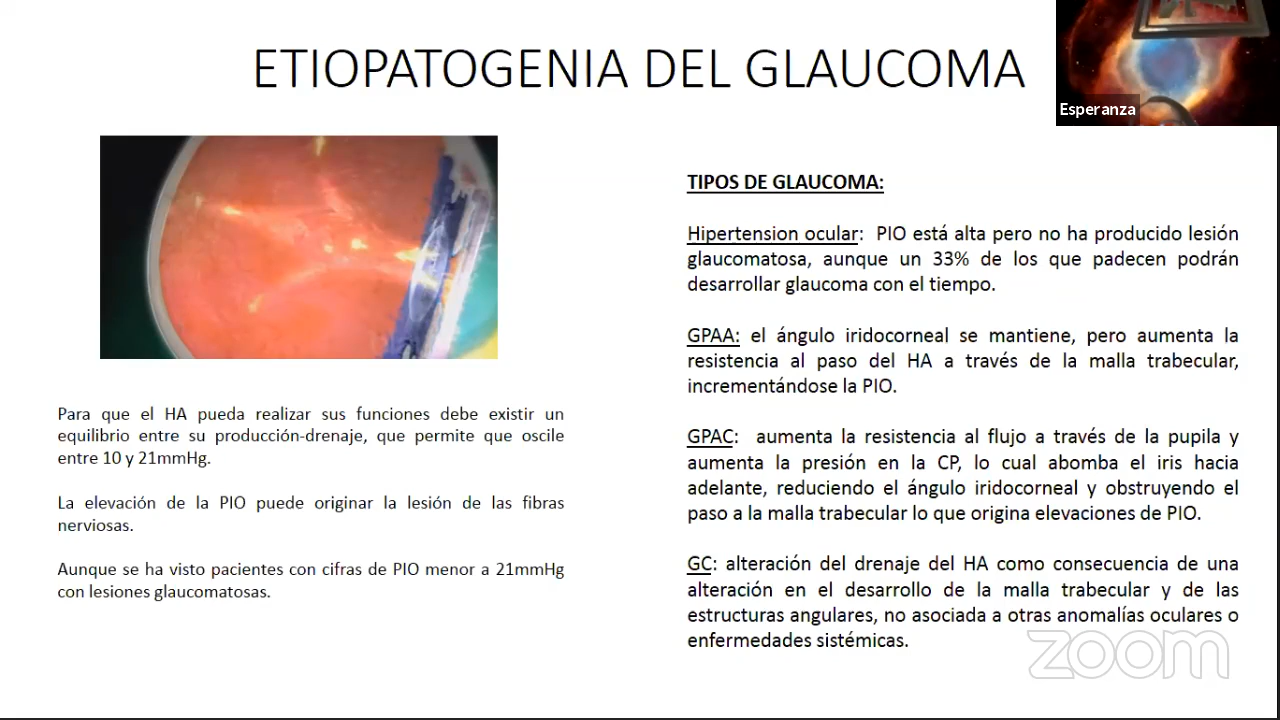 ETIOPATOGENIA DEL GLAUCOMA
Esperanza
Para que el HA pueda realizar sus funciones debe existir un
equilibrio entre su producción-drenaje, que permite que oscile
entre 10 y 21mmHg.
La elevación de la PIO puede originar la lesión de las fibras
nerviosas.
Aunque se ha visto pacientes con cifras de PIO menor a 21mmHg
con lesiones glaucomatosas.
TIPOS DE GLAUCOMA:
Hipertension ocular: PIO está alta pero no ha producido lesión
glaucomatosa, aunque un 33% de los que padecen podrán
desarrollar glaucoma con el tiempo.
GPAA: el ángulo iridocorneal se mantiene, pero aumenta la
resistencia al paso del HA a través de la malla trabecular,
incrementándose la PIO.
GPAC: aumenta la resistencia al flujo a través de la pupila y
aumenta la presión en la CP, lo cual abomba el iris hacia
adelante, reduciendo el ángulo iridocorneal y obstruyendo el
paso a la malla trabecular lo que origina elevaciones de PIO.
GC: alteración del drenaje del HA como consecuencia de una
alteración en el desarrollo de la malla trabecular y de las
estructuras angulares, no asociada a otras anomalías oculares o
enfermedades sistémicas.
zoom